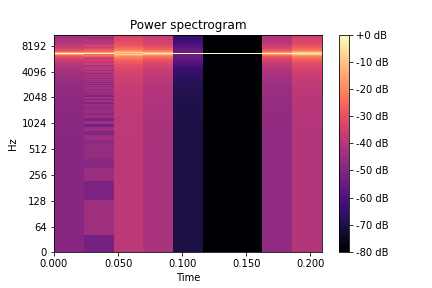 Power spectrogram
+0 dB
8192
-10 dB
4096
-20 dB
2048
-30 dB
1024
Hz
512
-40 dB
256
-50 dB
128
-60 dB
64
-70 dB
0
-80 dB
0.000
0.050
0.100
0.150
0.200
Time